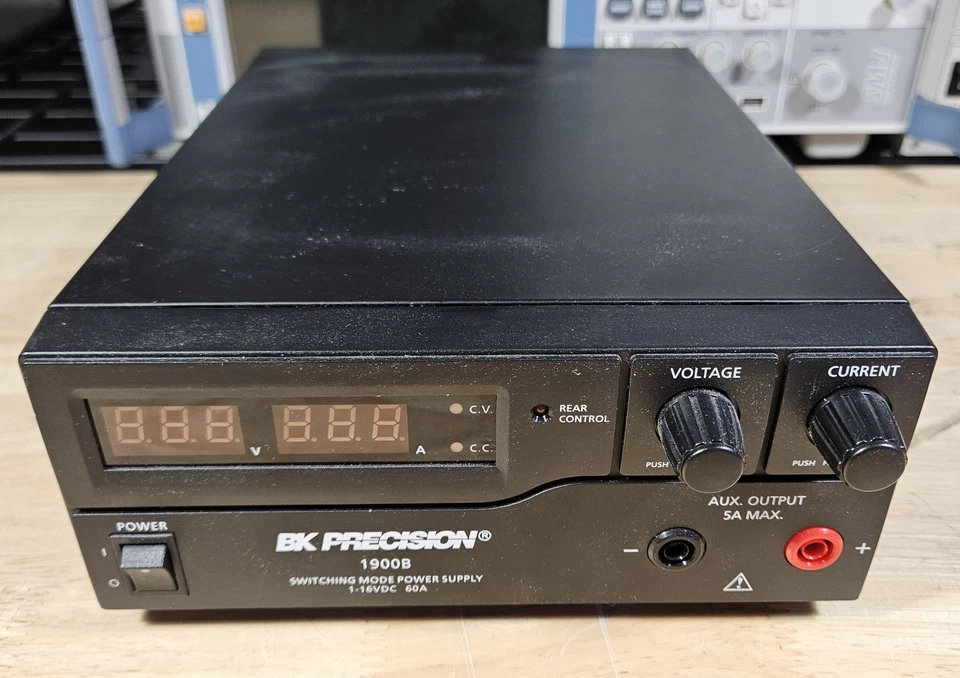 VOLTAGE
CURRENT
8.8.8.
V
8.8.8.
A
C.V.
C.C.
REAR
CONTROL
PUSH
PUSH
AUX. OUTPUT
5A MAX.
- +
POWER
I
O
BK PRECISION®
1900B
SWITCHING MODE POWER SUPPLY
1-16VDC 60A